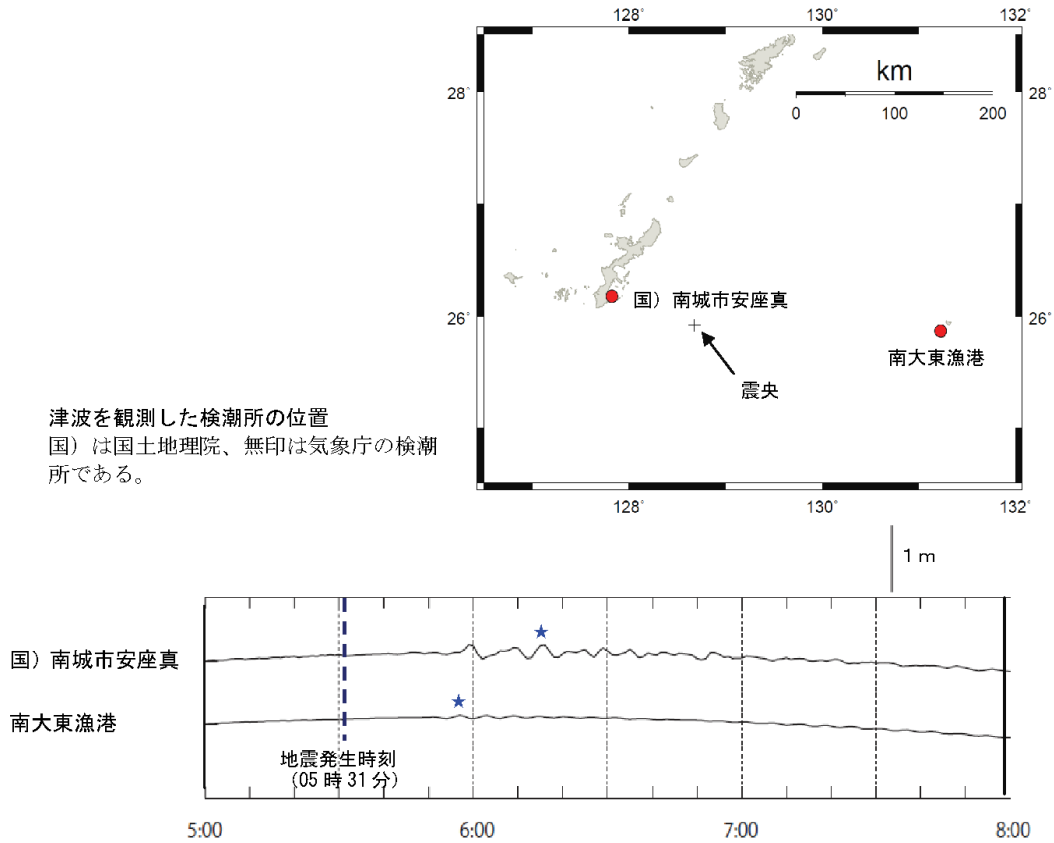 128° 130° 132°
km
28° 28°
0 100 200
国）南城市安座真
26° 26°
南大東漁港
震央
津波を観測した検潮所の位置
国）は国土地理院、無印は気象庁の検潮
所である。
128° 130° 132°
1ｍ
国）南城市安座真
南大東漁港
地震発生時刻
（05時31分）
5:00 6:00 7:00 8:00